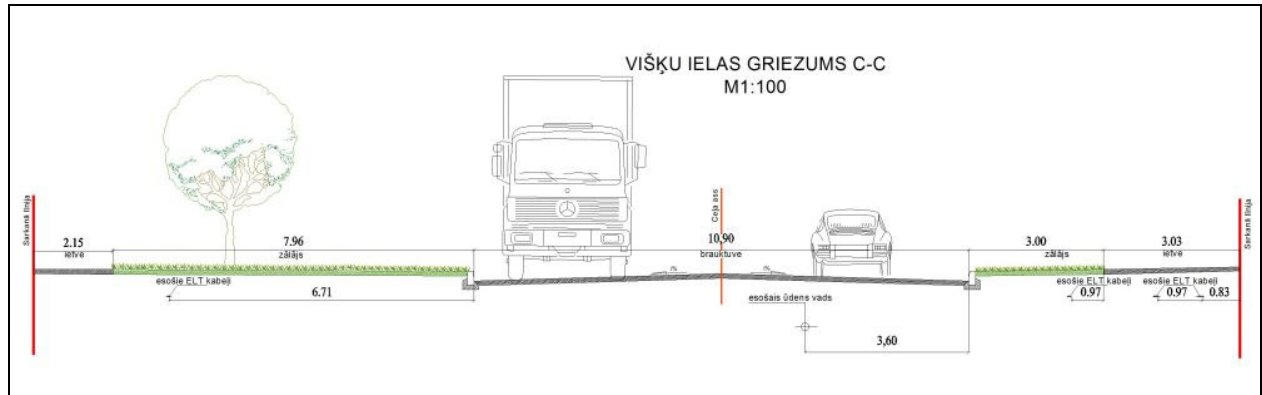 VIŠĶU IELAS GRIEZUMS C-C
M1:100
Sarkanā līnija
Ceļa ass
Sarkanā līnija
2.15
ietve
7.96
zālājs
10,90
brauktuve
3.00
zālājs
3.03
ietve
esošie ELT kabeļi
6.71
esošais ūdens vads
3,60
esošie ELT kabeļi
0.97
esošie ELT kabeļi
0.97
0.83